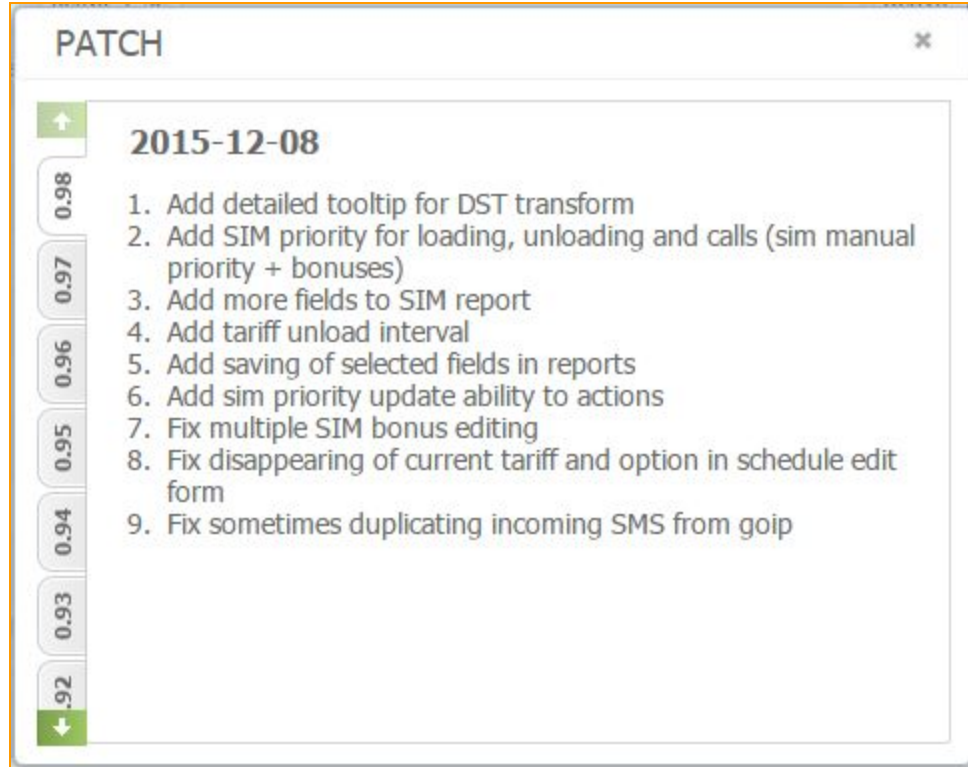 PATCH
2015-12-08
1. Add detailed tooltip for DST transform
2. Add SIM priority for loading, unloading and calls (sim manual
priority + bonuses)
3. Add more fields to SIM report
4. Add tariff unload interval
5. Add saving of selected fields in reports
6. Add sim priority update ability to actions
7. Fix multiple SIM bonus editing
8. Fix disappearing of current tariff and option in schedule edit
form
9. Fix sometimes duplicating incoming SMS from goip
0.98
0.97
0.96
0.95
0.94
0.93
.92